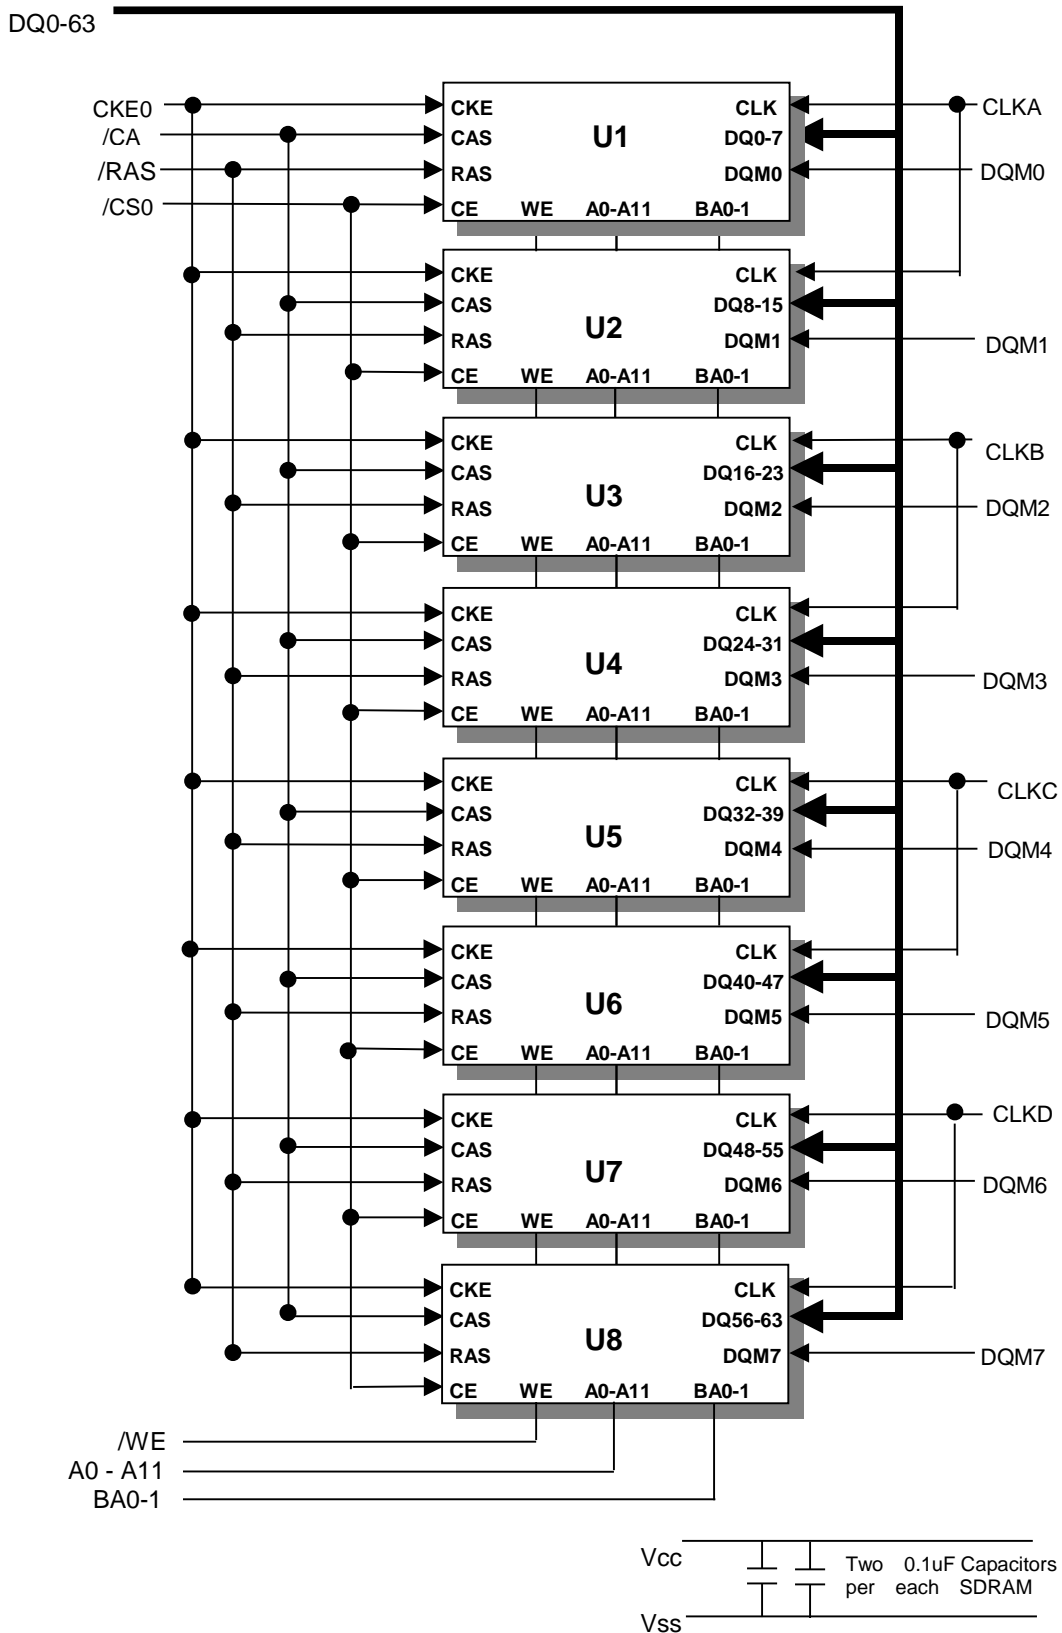 DQ0-63
CKE0
/CA
/RAS
/CS0
CKE CLK
CAS U1 DQ0-7
RAS DQM0
CE WE A0-A11 BA0-1
CLKA
DQM0
CKE CLK
CAS U2 DQ8-15
RAS DQM1
CE WE A0-A11 BA0-1
DQM1
CKE CLK
CAS U3 DQ16-23
RAS DQM2
CE WE A0-A11 BA0-1
CLKB
DQM2
CKE CLK
CAS U4 DQ24-31
RAS DQM3
CE WE A0-A11 BA0-1
DQM3
CKE CLK
CAS U5 DQ32-39
RAS DQM4
CE WE A0-A11 BA0-1
CLKC
DQM4
CKE CLK
CAS U6 DQ40-47
RAS DQM5
CE WE A0-A11 BA0-1
DQM5
CKE CLK
CAS U7 DQ48-55
RAS DQM6
CE WE A0-A11 BA0-1
CLKD
DQM6
CKE CLK
CAS U8 DQ56-63
RAS DQM7
CE WE A0-A11 BA0-1
DQM7
/WE
A0 - A11
BA0-1
Vcc
Two 0.1uF Capacitors
per each SDRAM
Vss